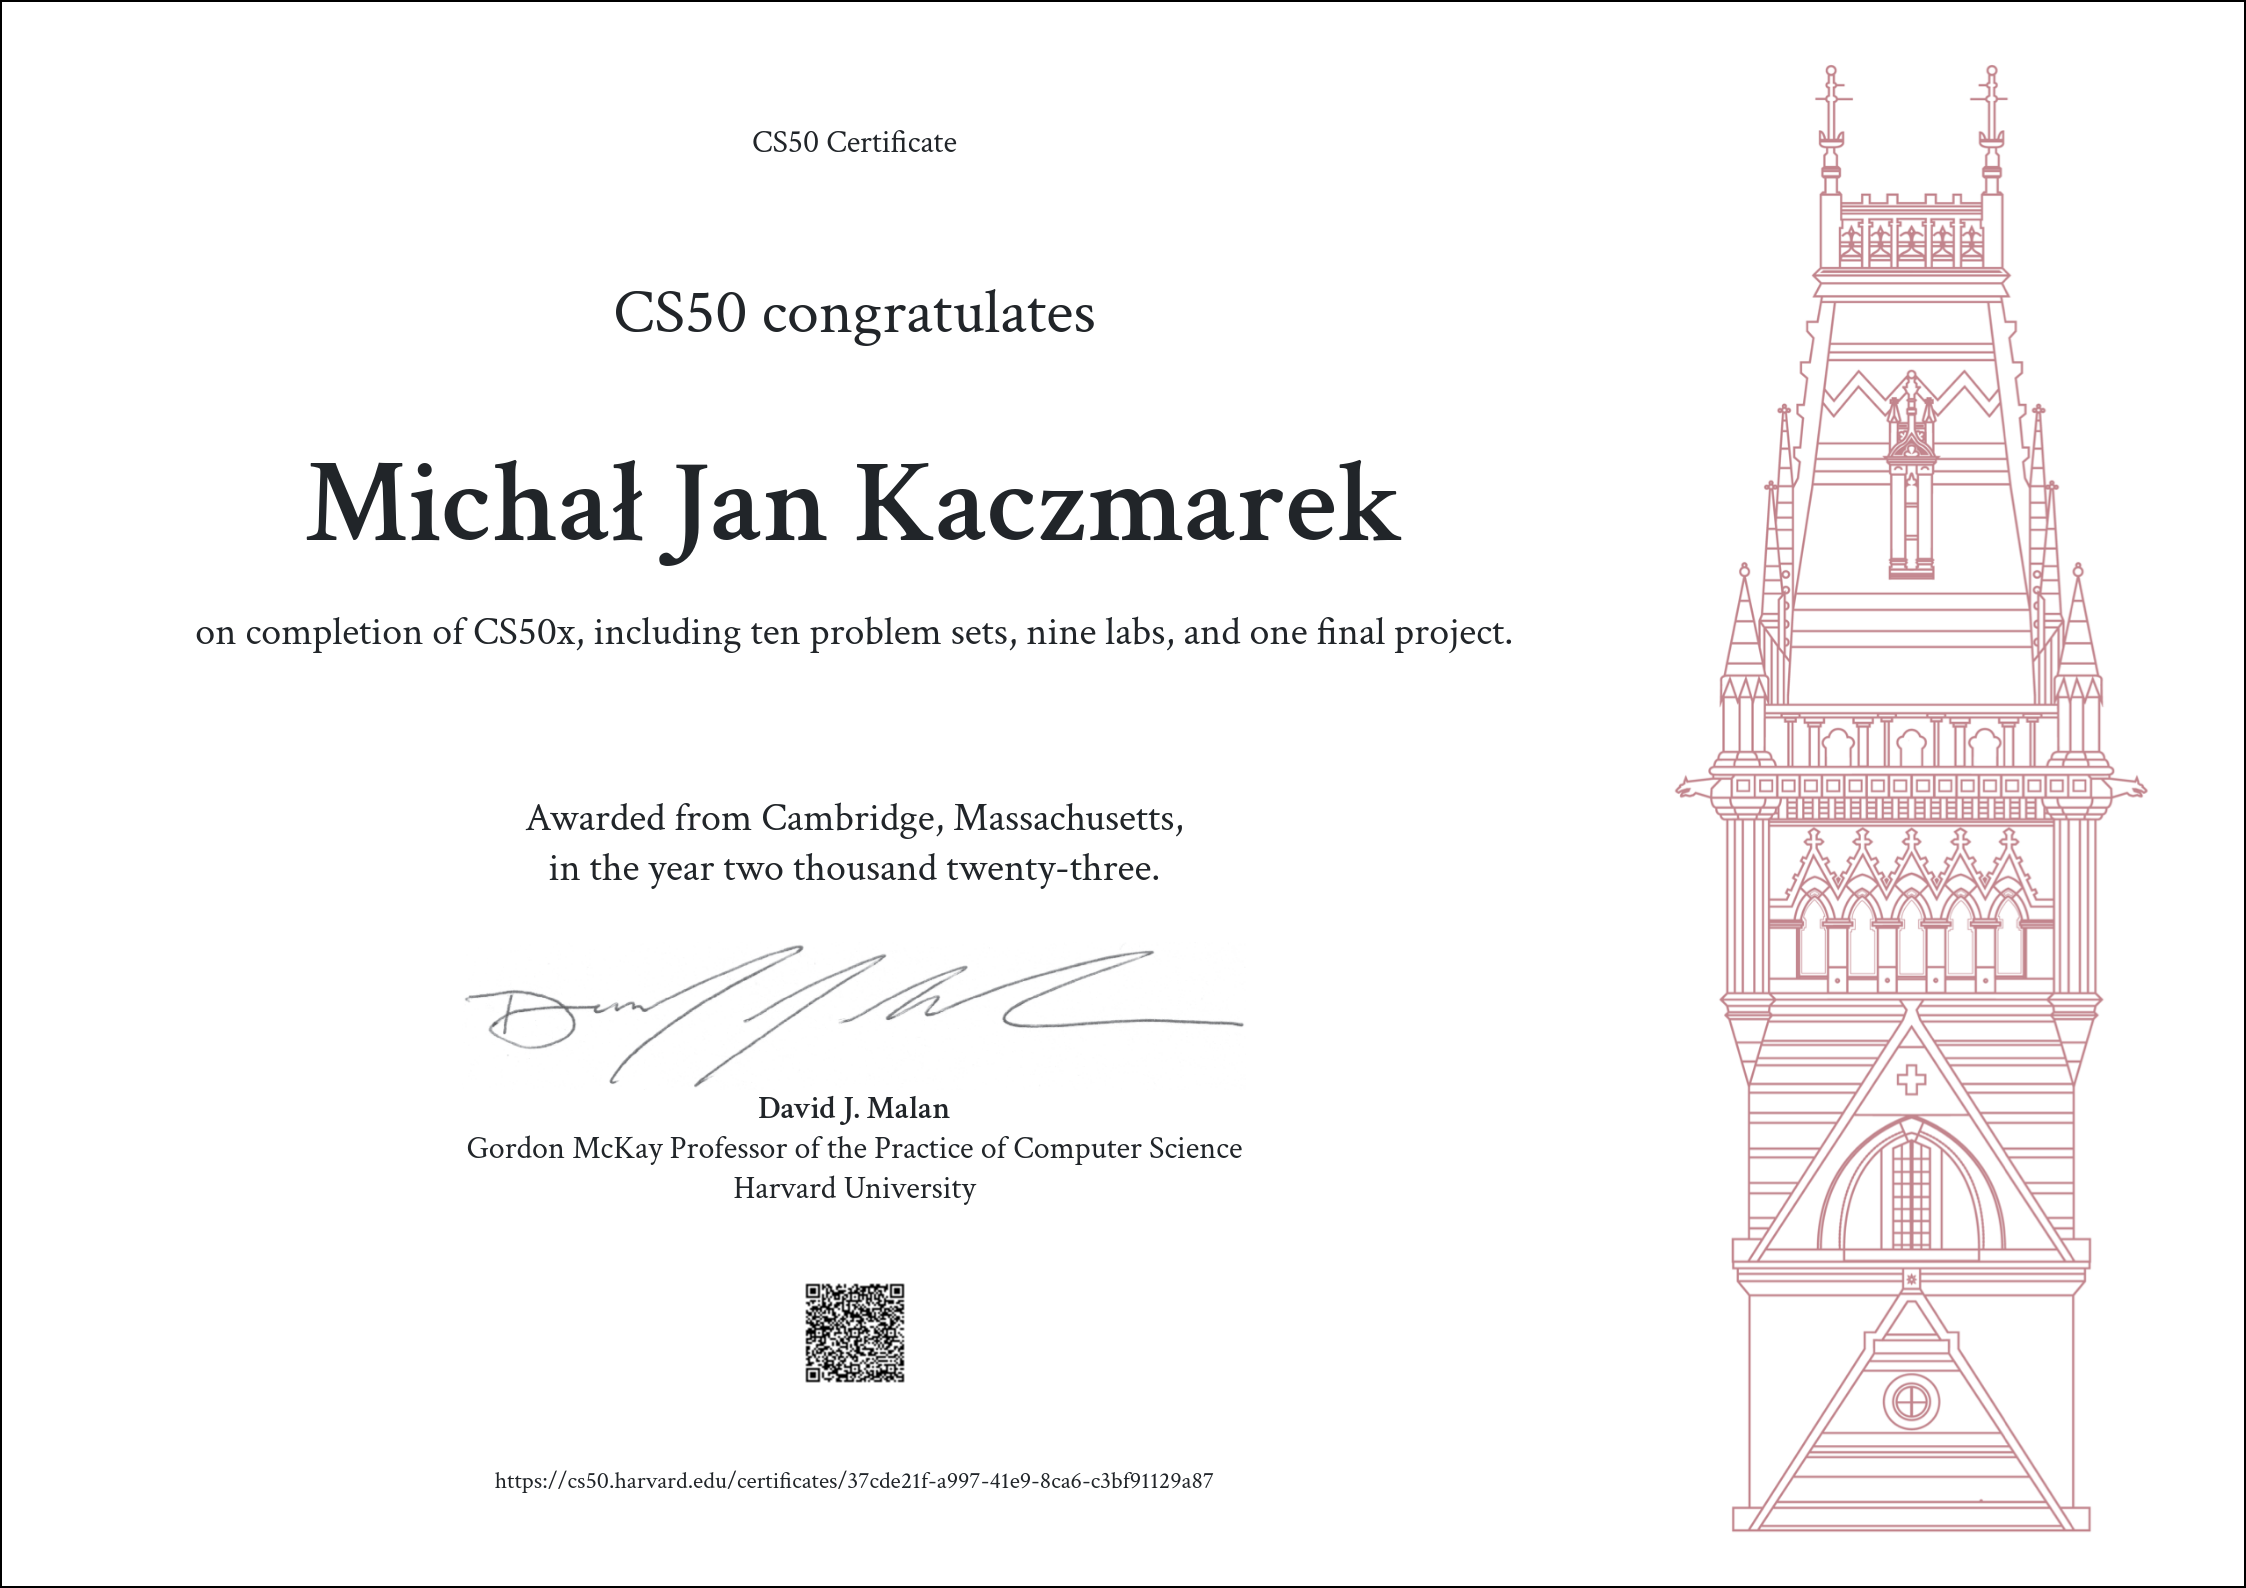 CS50 Certificate
CS50 congratulates
Michał Jan Kaczmarek
on completion of CS50x, including ten problem sets, nine labs, and one final project.
Awarded from Cambridge, Massachusetts,
in the year two thousand twenty-three.
David J. Malan
Gordon McKay Professor of the Practice of Computer Science
Harvard University
https://cs50.harvard.edu/certificates/37cde21f-a997-41e9-8ca6-c3bf91129a87